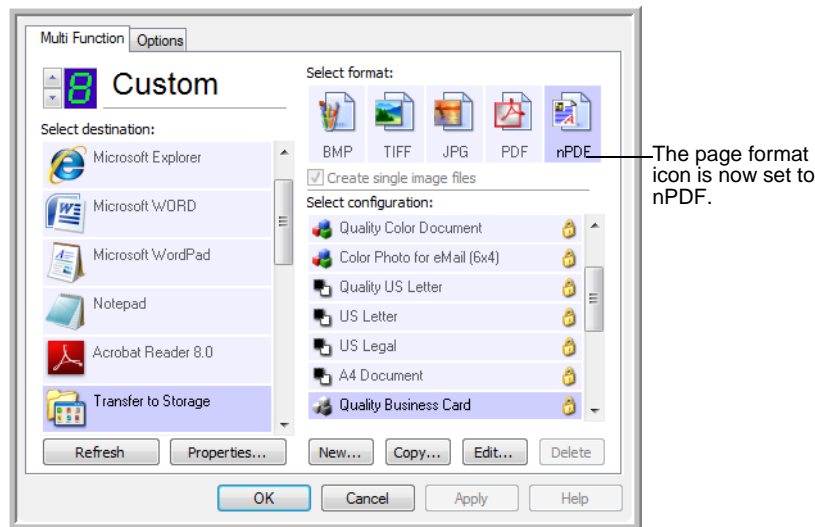 Multi Function
Options
8
Custom
Select destination:
Microsoft Explorer
Microsoft WORD
Microsoft WordPad
Notepad
Acrobat Reader 8.0
Transfer to Storage
Refresh
Properties...
Select format:
BMP
TIFF
JPG
PDF
nPDF
Create single image files
Select configuration:
Quality Color Document
Color Photo for eMail (6x4)
Quality US Letter
US Letter
US Legal
A4 Document
Quality Business Card
New...
Copy...
Edit...
Delete
OK
Cancel
Apply
Help
The page format
icon is now set to
nPDF.